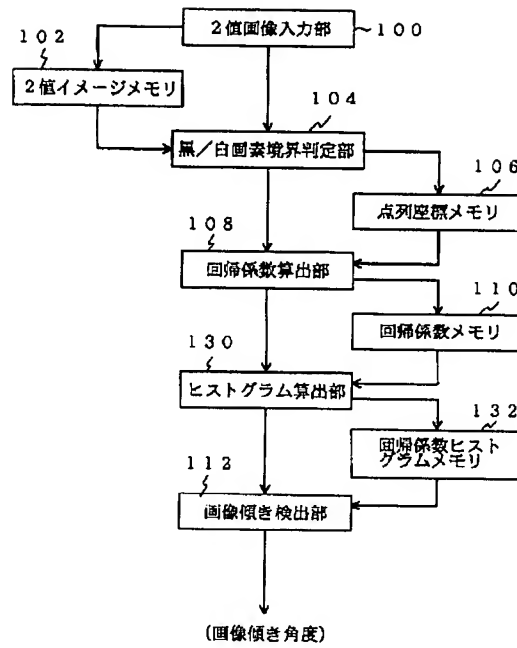 2値画像入力部
100
102
2値イメージメモリ
104
黒/白画素境界判定部
106
点列座標メモリ
108
回帰係数算出部
110
回帰係数メモリ
130
ヒストグラム算出部
132
回帰係数ヒスト
グラムメモリ
112
画像傾き検出部
(画像傾き角度)